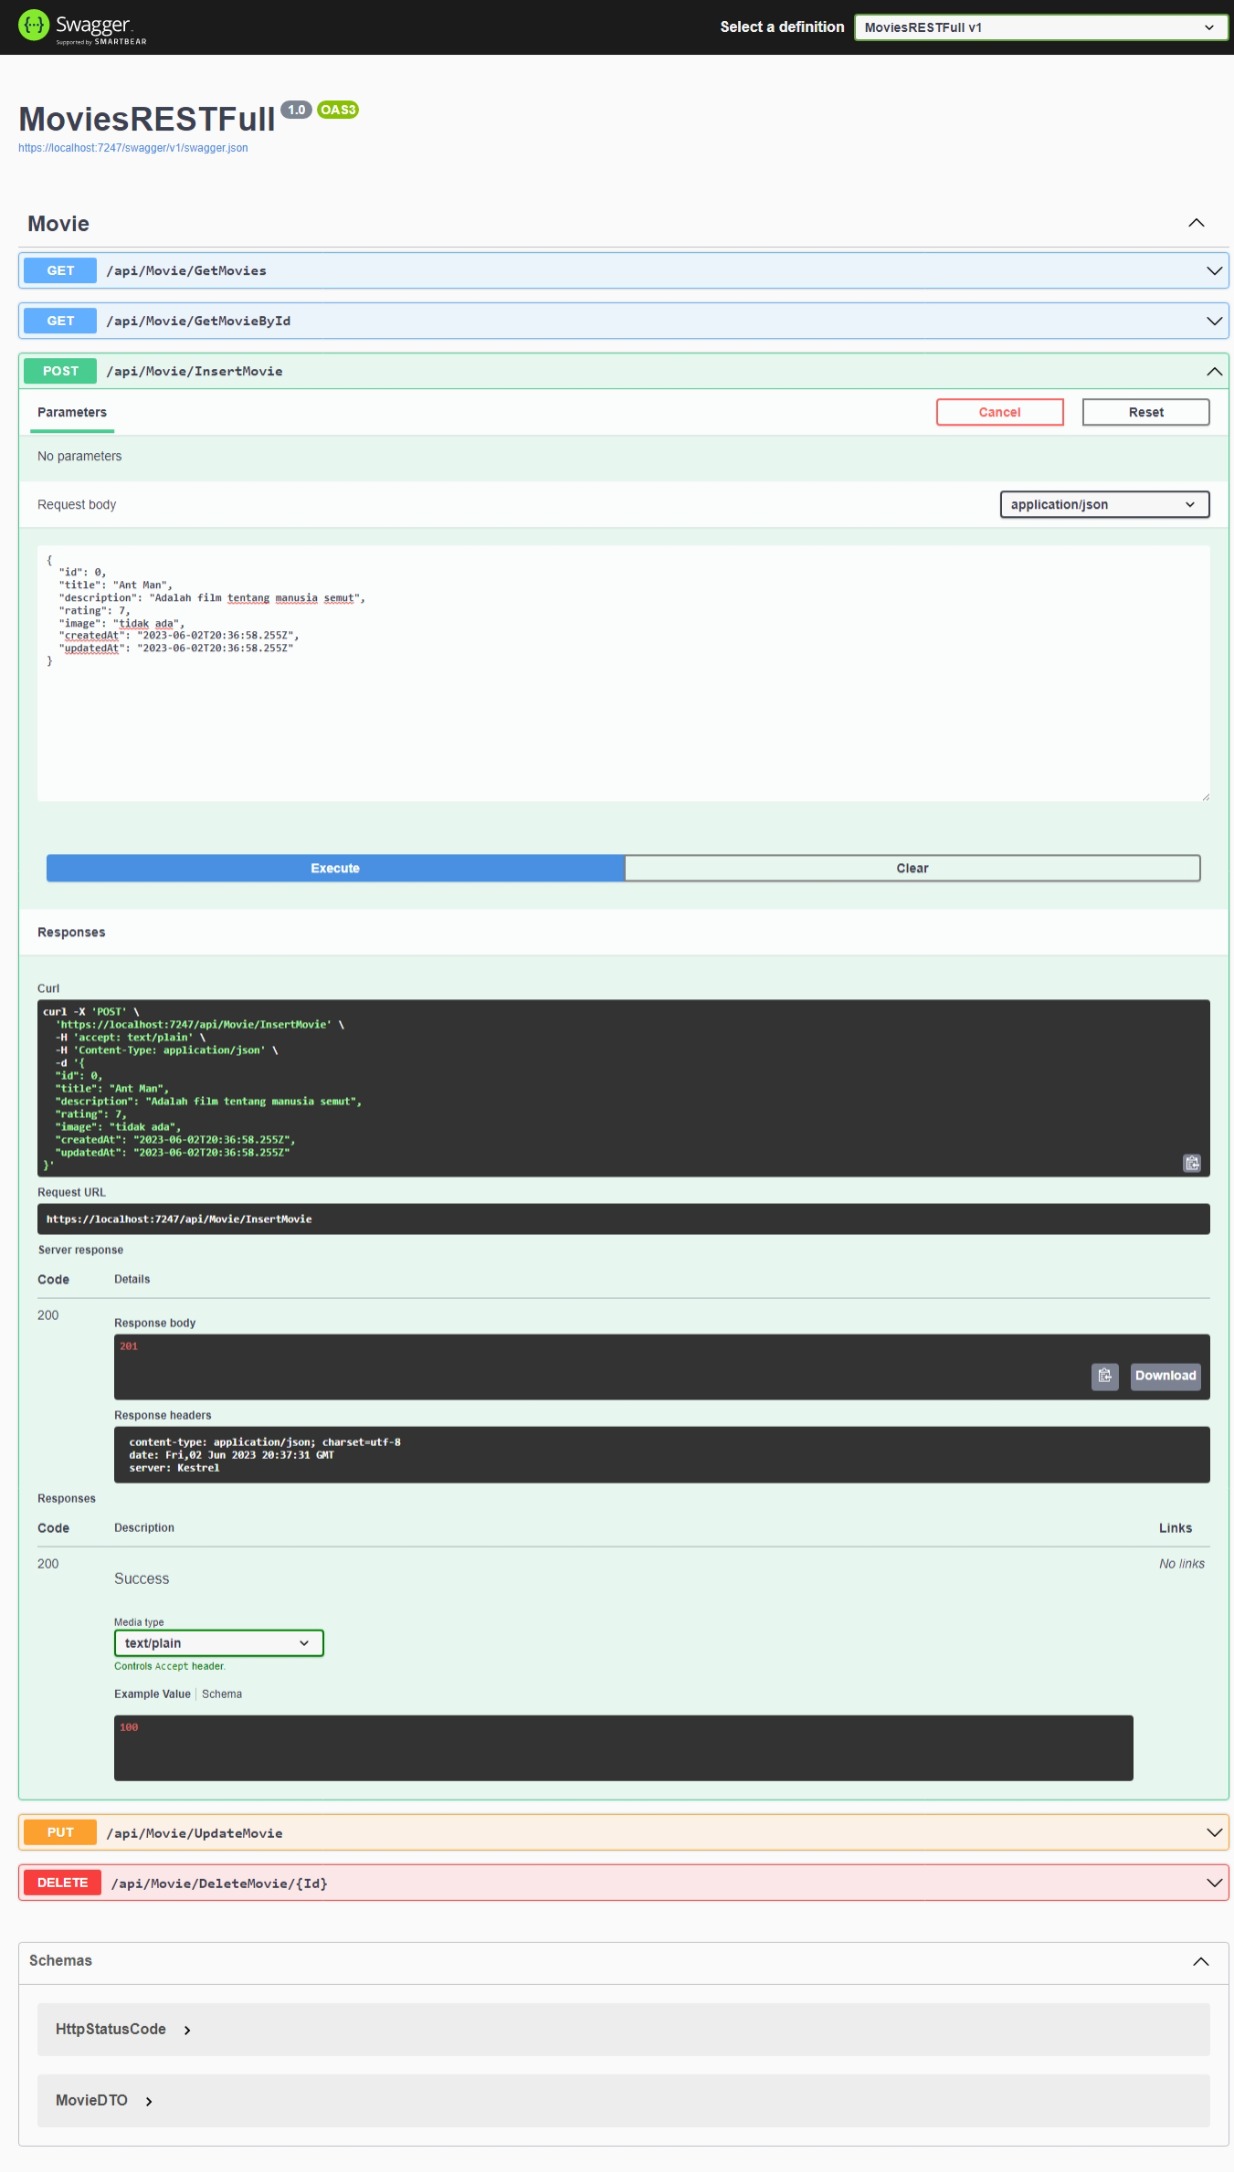 Swagger
Supported by SMARTBEAR
Select a definition
MoviesRESTFull v1
MoviesRESTFull 1.0 OAS3
https://localhost:7247/swagger/v1/swagger.json
Movie
GET /api/Movie/GetMovies
GET /api/Movie/GetMovieById
POST /api/Movie/InsertMovie
Parameters
Cancel
Reset
No parameters
Request body
application/json
{
"id": 0,
"title": "Ant Man",
"description": "Adalah film tentang manusia semut",
"rating": 7,
"image": "tidak ada",
"createdAt": "2023-06-02T20:36:58.255Z",
"updatedAt": "2023-06-02T20:36:58.255Z"
}
Execute
Clear
Responses
Curl
curl -X 'POST' \
'https://localhost:7247/api/Movie/InsertMovie' \
-H 'accept: text/plain' \
-H 'Content-Type: application/json' \
-d '{
"id": 0,
"title": "Ant Man",
"description": "Adalah film tentang manusia semut",
"rating": 7,
"image": "tidak ada",
"createdAt": "2023-06-02T20:36:58.255Z",
"updatedAt": "2023-06-02T20:36:58.255Z"
}'
Request URL
https://localhost:7247/api/Movie/InsertMovie
Server response
Code Details
200
Response body
201
Download
Response headers
content-type: application/json; charset=utf-8
date: Fri,02 Jun 2023 20:37:31 GMT
server: Kestrel
Responses
Code Description Links
200 No links
Success
Media type
text/plain
Controls Accept header.
Example Value Schema
100
PUT /api/Movie/UpdateMovie
DELETE /api/Movie/DeleteMovie/{Id}
Schemas
HttpStatusCode
MovieDTO